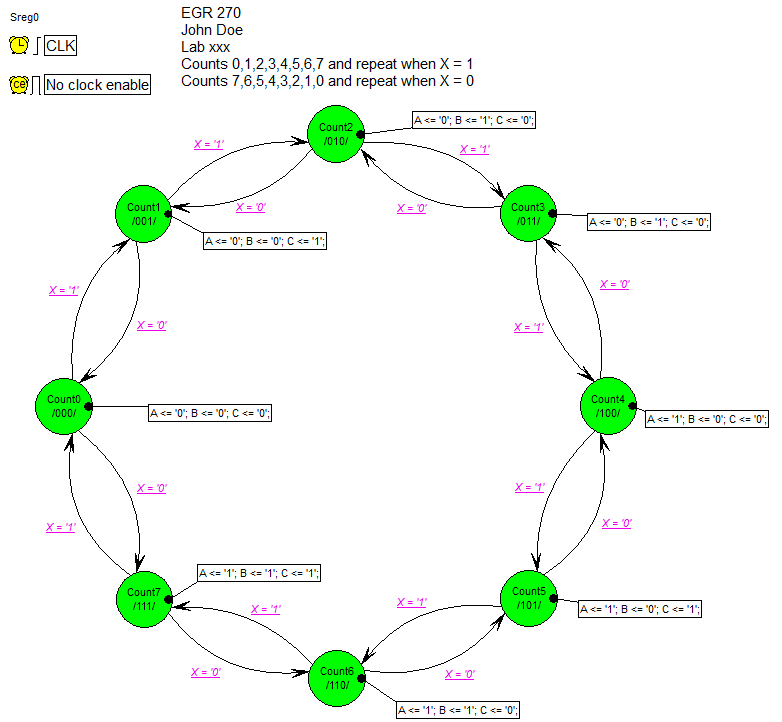 Sreg0
CLK
ce
No clock enable
EGR 270
John Doe
Lab xxx
Counts 0,1,2,3,4,5,6,7 and repeat when X = 1
Counts 7,6,5,4,3,2,1,0 and repeat when X = 0
Count2
/010/
A <= '0'; B <= '1'; C <= '0';
X = '1'
X = '1'
X = '0'
X = '0'
Count1
/001/
A <= '0'; B <= '0'; C <= '1';
Count3
/011/
A <= '0'; B <= '1'; C <= '0';
X = '1'
X = '0'
X = '0'
X = '1'
Count0
/000/
A <= '0'; B <= '0'; C <= '0';
Count4
/100/
A <= '1'; B <= '0'; C <= '0';
X = '0'
X = '1'
X = '1'
X = '0'
Count7
/111/
A <= '1'; B <= '1'; C <= '1';
Count5
/101/
A <= '1'; B <= '0'; C <= '1';
X = '1'
X = '1'
X = '0'
X = '0'
Count6
/110/
A <= '1'; B <= '1'; C <= '0';